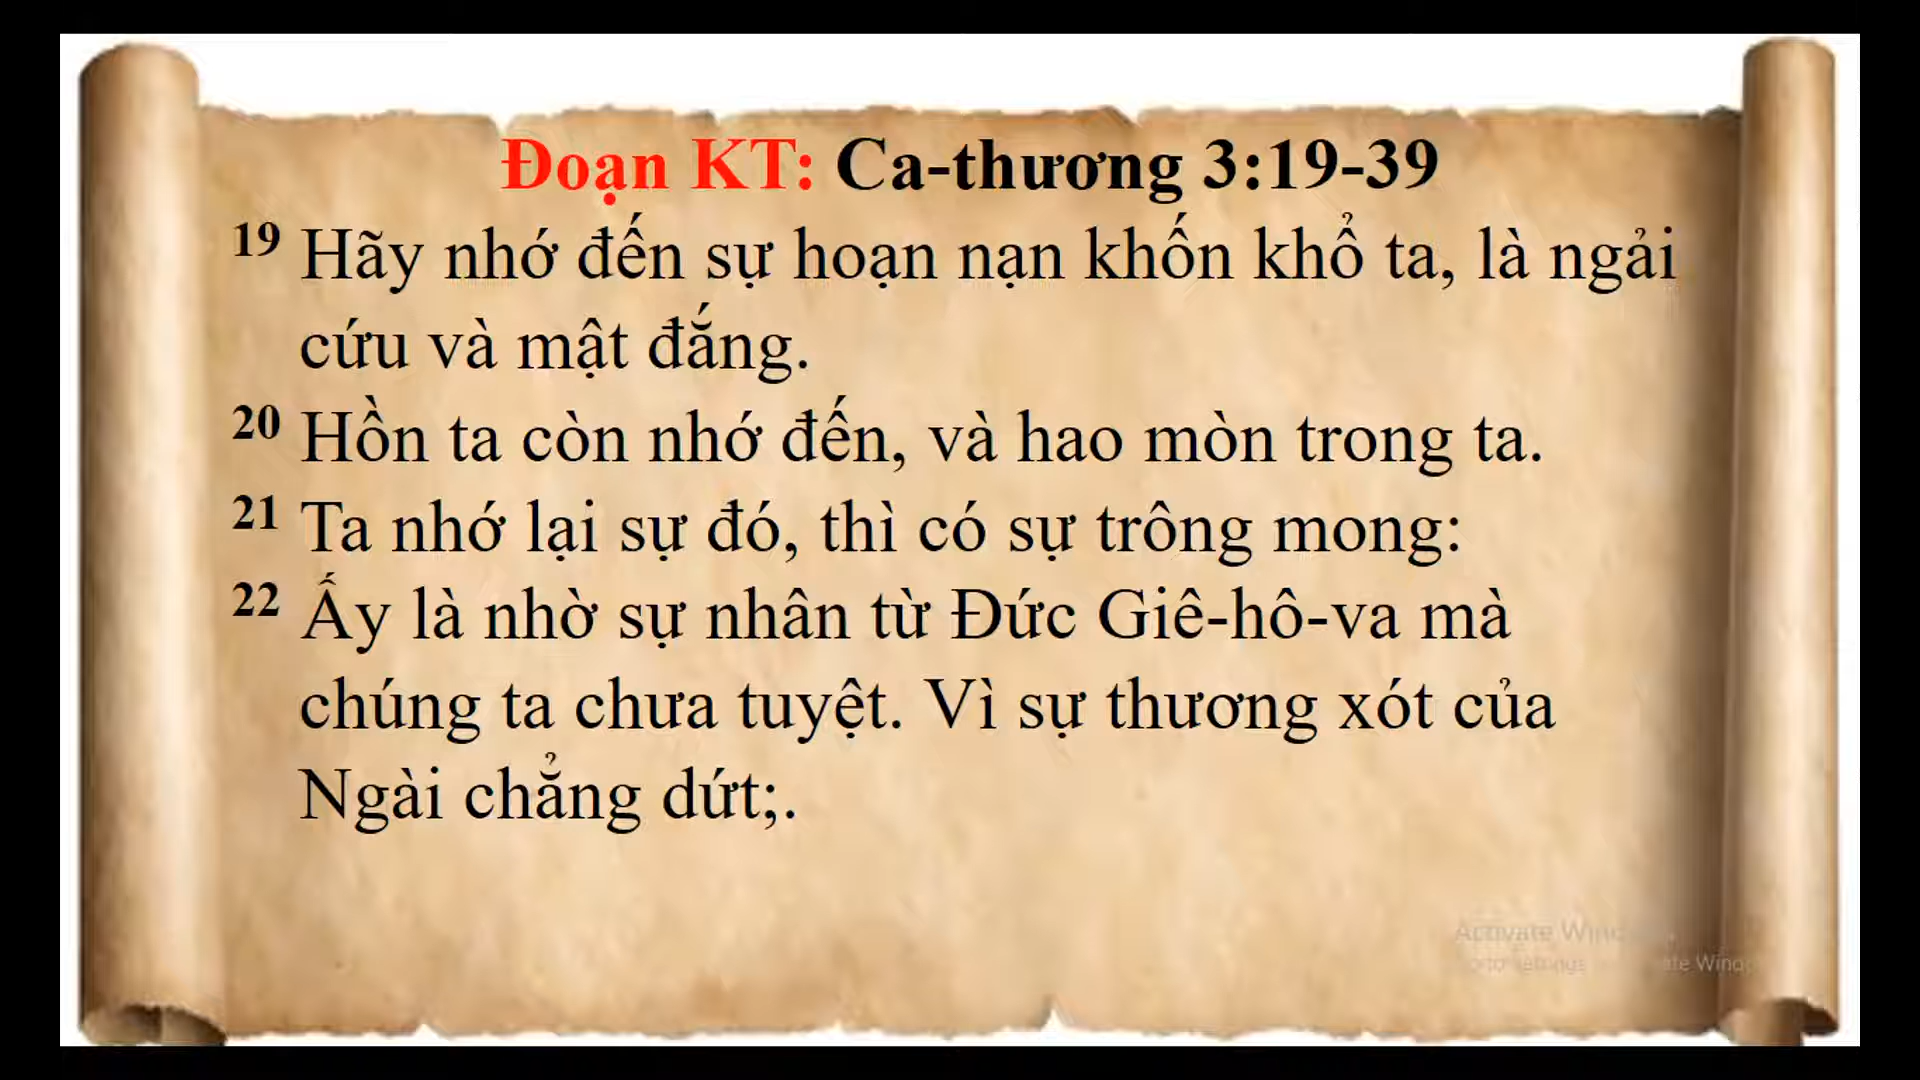 Đoạn KT: Ca-thương 3:19-39
19 Hãy nhớ đến sự hoạn nạn khốn khổ ta, là ngải
cứu và mật đắng.
20 Hồn ta còn nhớ đến, và hao mòn trong ta.
21 Ta nhớ lại sự đó, thì có sự trông mong:
22 Ấy là nhờ sự nhân từ Đức Giê-hô-va mà
chúng ta chưa tuyệt. Vì sự thương xót của
Ngài chẳng dứt;.
Activate